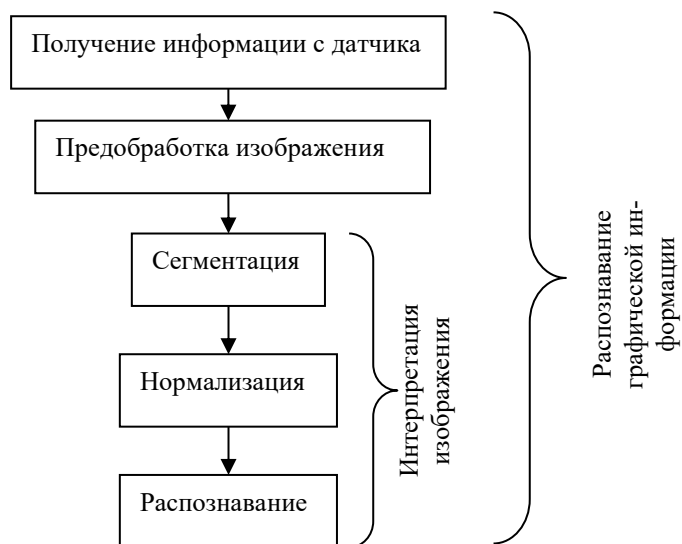 Получение информации с датчика
Предобработка изображения
Сегментация
Нормализация
Распознавание
Интерпретация
изображения
Распознавание
графической ин-
формации